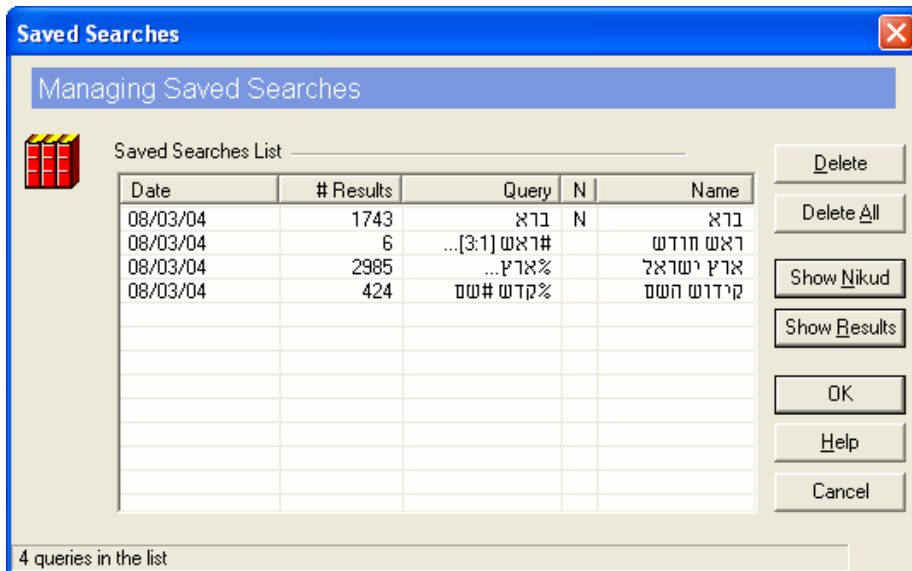 Saved Searches
Managing Saved Searches
Saved Searches List
Date # Results Query N Name
08/03/04 1743 ברא N ברא
08/03/04 6 #ראש [3:1]... ראש חודש
08/03/04 2985 %ארץ... ארץ ישראל
08/03/04 424 %קדש #שם קידוש השם
Delete
Delete All
Show Nikud
Show Results
OK
Help
Cancel
4 queries in the list